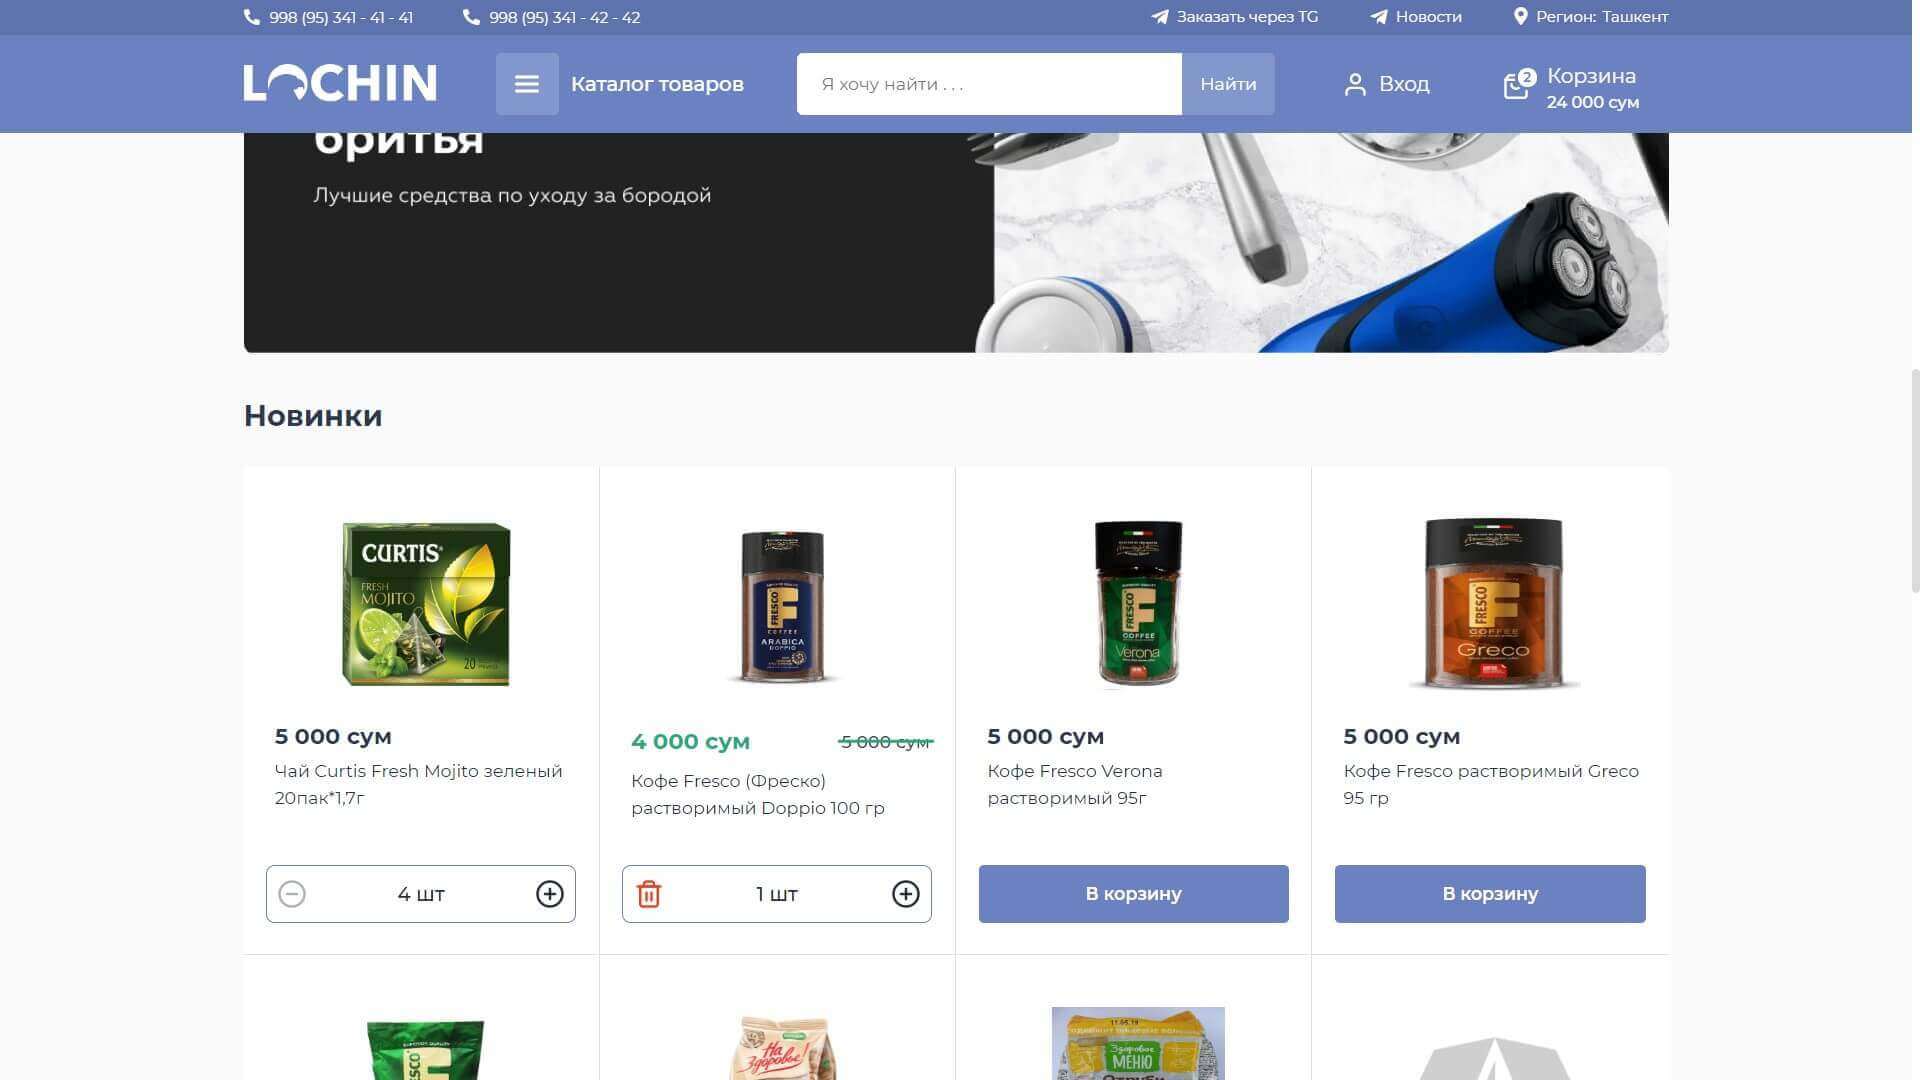 998 (95) 341 - 41 - 41
998 (95) 341 - 42 - 42
Заказать через TG
Новости
Регион: Ташкент
LOCHIN
Каталог товаров
Я хочу найти . . .
Найти
Вход
2
Корзина
24 000 сум
бритья
Лучшие средства по уходу за бородой
Новинки
CURTIS
FRESH
MOJITO
20
FRESCO
F
COFFEE
ARABICA
DOPPIO
FRESCO
F
COFFEE
Verona
FRESCO
F
COFFEE
Greco
5 000 сум
Чай Curtis Fresh Mojito зеленый
20пак*1,7г
4 000 сум
5 000 сум
Кофе Fresco (Фреско)
растворимый Doppio 100 гр
5 000 сум
Кофе Fresco Verona
растворимый 95г
5 000 сум
Кофе Fresco растворимый Greco
95 гр
4 шт
1 шт
В корзину
В корзину
На
Здоровье!
Здоровое
МЕНЮ
Отруби